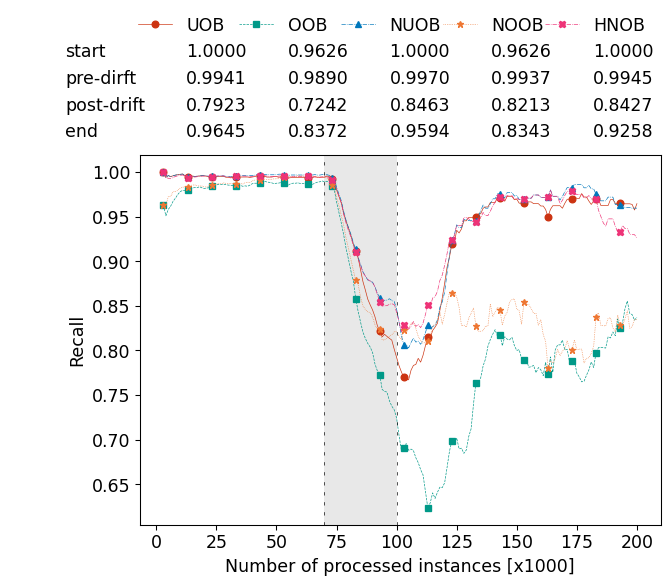 UOB OOB NUOB NOOB HNOB
start 1.0000 0.9626 1.0000 0.9626 1.0000
pre-dirft 0.9941 0.9890 0.9970 0.9937 0.9945
post-drift 0.7923 0.7242 0.8463 0.8213 0.8427
end 0.9645 0.8372 0.9594 0.8343 0.9258
1.00
0.95
0.90
0.85
0.80
0.75
0.70
0.65
Recall
0 25 50 75 100 125 150 175 200
Number of processed instances [x1000]